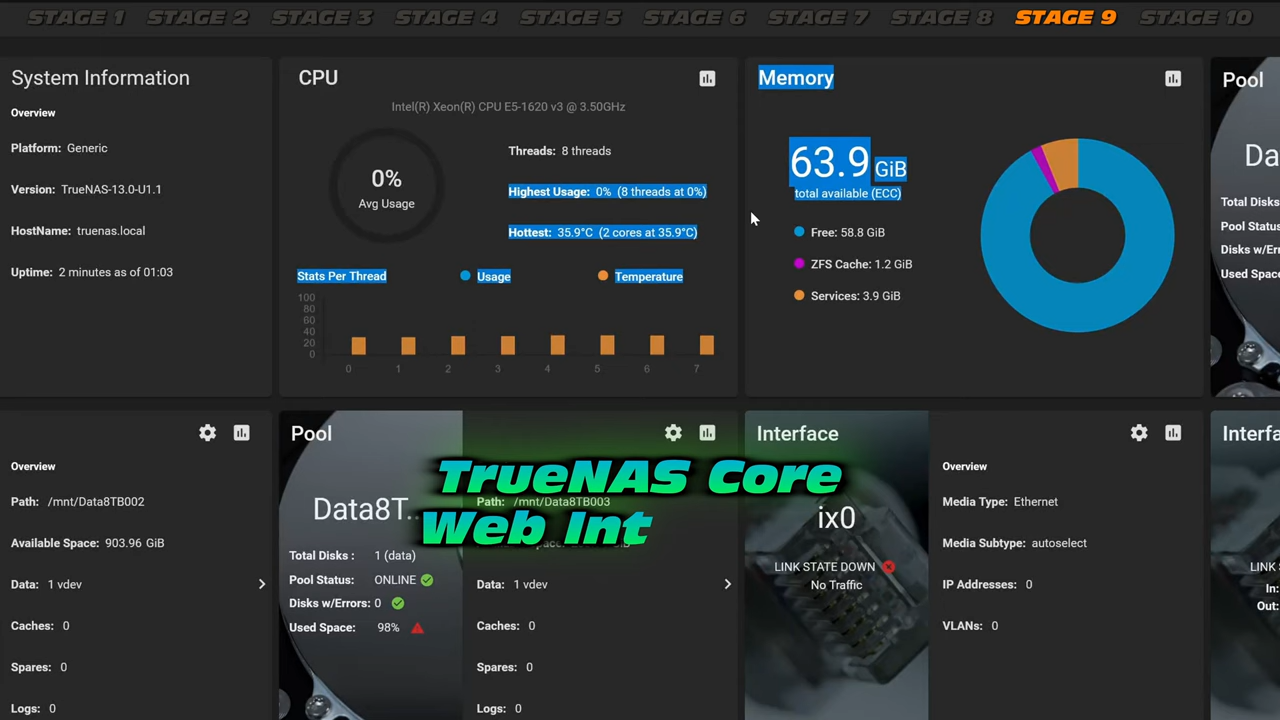 STAGE 1 STAGE 2 STAGE 3 STAGE 4 STAGE 5 STAGE 6 STAGE 7 STAGE 8 STAGE 9 STAGE 10
System Information
Overview
Platform: Generic
Version: TrueNAS-13.0-U1.1
HostName: truenas.local
Uptime: 2 minutes as of 01:03
CPU
Intel(R) Xeon(R) CPU E5-1620 v3 @ 3.50GHz
0%
Avg Usage
Threads: 8 threads
Highest Usage: 0% (8 threads at 0%)
Hottest: 35.9°C (2 cores at 35.9°C)
Stats Per Thread Usage Temperature
100
80
60
40
20
0
0 1 2 3 4 5 6 7
Memory
63.9 GiB
total available (ECC)
Free: 58.8 GiB
ZFS Cache: 1.2 GiB
Services: 3.9 GiB
Pool
Da
Total Disks
Pool Status
Disks w/Er
Used Space
Overview
Path: /mnt/Data8TB002
Available Space: 903.96 GiB
Data: 1 vdev
Caches: 0
Spares: 0
Logs: 0
Pool
Data8T...
Total Disks : 1 (data)
Pool Status: ONLINE
Disks w/Errors: 0
Used Space: 98%
TrueNAS Core
Web Int
Path: /mnt/Data8TB003
Data: 1 vdev
Caches: 0
Spares: 0
Logs: 0
Interface
ix0
LINK STATE DOWN
No Traffic
Overview
Media Type: Ethernet
Media Subtype: autoselect
IP Addresses: 0
VLANs: 0
Interfa
LINK S
In:
Out: